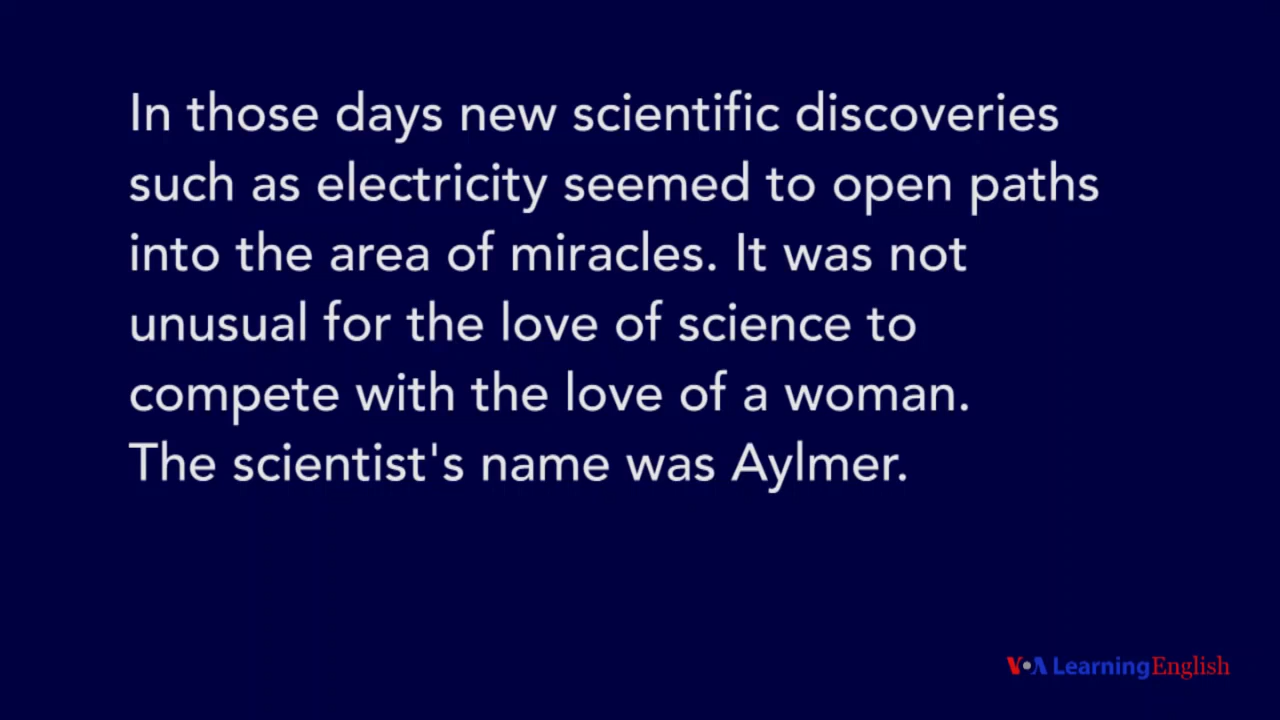 In those days new scientific discoveries
such as electricity seemed to open paths
into the area of miracles. It was not
unusual for the love of science to
compete with the love of a woman.
The scientist's name was Aylmer.
VOA Learning English